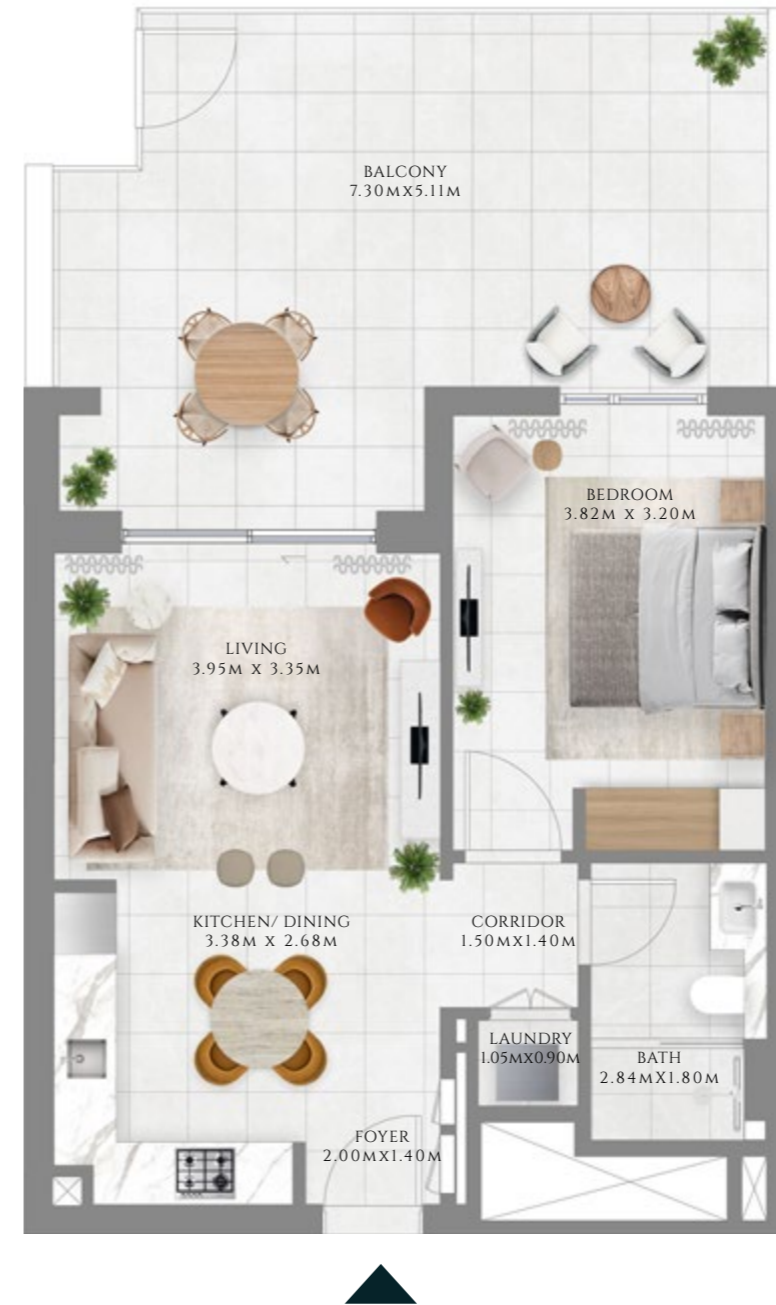 BALCONY
7.30MX5.11M
BEDROOM
3.82M X 3.20M
LIVING
3.95M X 3.35M
KITCHEN/ DINING
3.38M X 2.68M
CORRIDOR
1.50MX1.40M
LAUNDRY
1.05MX0.90M
BATH
2.84MX1.80M
FOYER
2.00MX1.40M